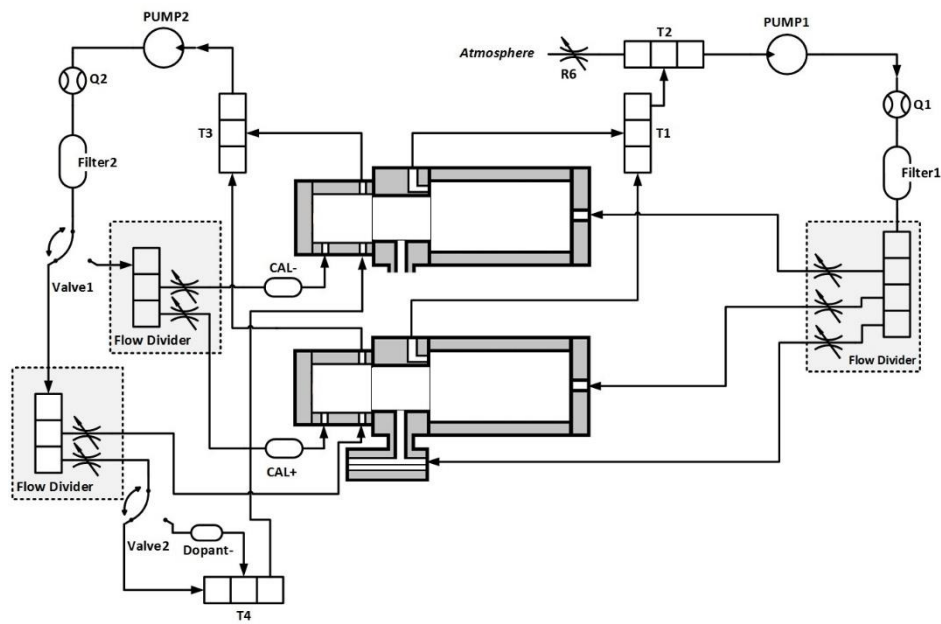 PUMP2
PUMP1
T2
Atmosphere
R6
Q2
Q1
T3
T1
Filter2
Filter1
CAL-
Valve1
Flow Divider
Flow Divider
CAL+
Flow Divider
Valve2
Dopant-
T4